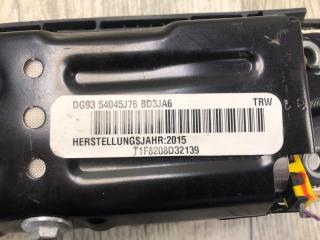 DG93 54045J76 BD3JA6 TRW
HERSTELLUNGSJAHR:2015
T1F8208D32139